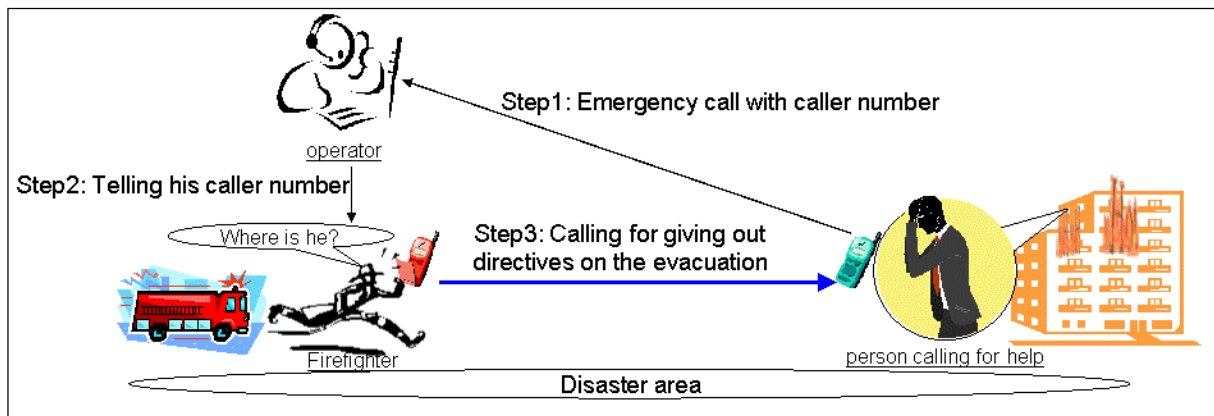 Step1: Emergency call with caller number
operator
Step2: Telling his caller number
Where is he?
Step3: Calling for giving out
directives on the evacuation
Firefighter
person calling for help
Disaster area